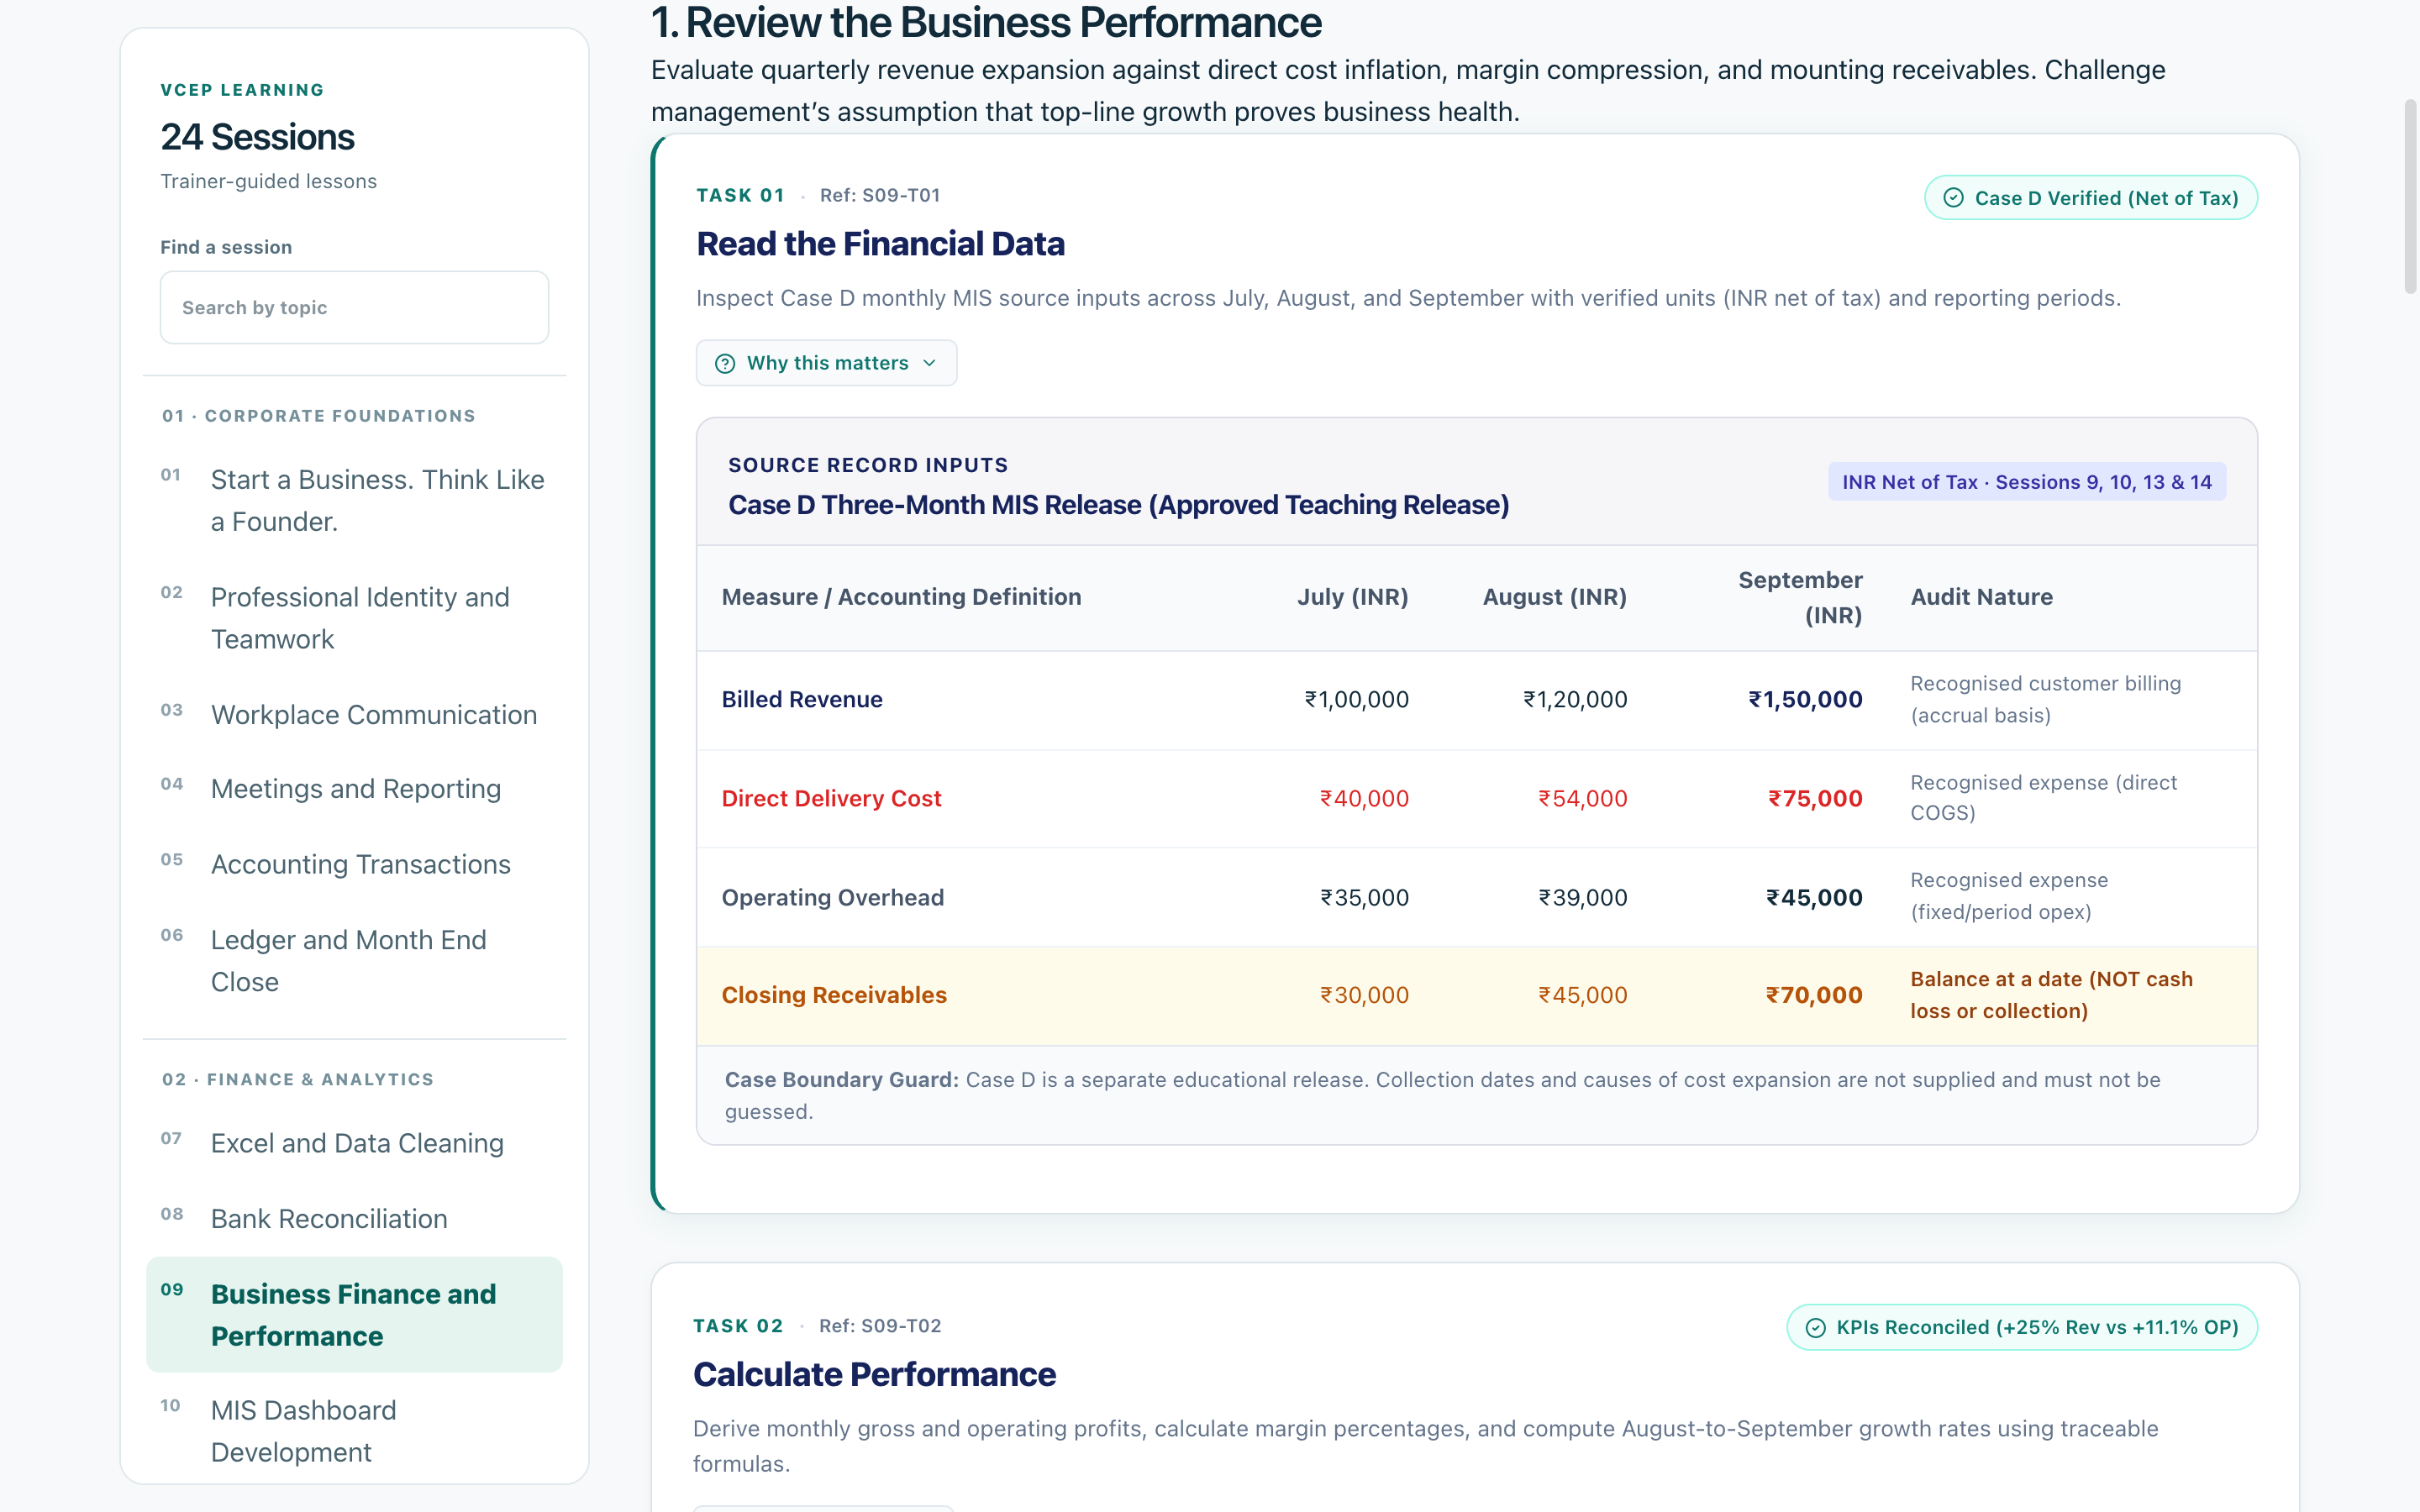 VCEP LEARNING
24 Sessions
Trainer-guided lessons
Find a session
Search by topic
01 · CORPORATE FOUNDATIONS
01 Start a Business. Think Like
a Founder.
02 Professional Identity and
Teamwork
03 Workplace Communication
04 Meetings and Reporting
05 Accounting Transactions
06 Ledger and Month End
Close
02 · FINANCE & ANALYTICS
07 Excel and Data Cleaning
08 Bank Reconciliation
09 Business Finance and
Performance
10 MIS Dashboard
Development
1. Review the Business Performance
Evaluate quarterly revenue expansion against direct cost inflation, margin compression, and mounting receivables. Challenge
management’s assumption that top-line growth proves business health.
TASK 01 · Ref: S09-T01
Case D Verified (Net of Tax)
Read the Financial Data
Inspect Case D monthly MIS source inputs across July, August, and September with verified units (INR net of tax) and reporting periods.
Why this matters
SOURCE RECORD INPUTS
Case D Three-Month MIS Release (Approved Teaching Release)
INR Net of Tax · Sessions 9, 10, 13 & 14
Measure / Accounting Definition July (INR) August (INR) September
(INR) Audit Nature
Billed Revenue ₹1,00,000 ₹1,20,000 ₹1,50,000 Recognised customer billing
(accrual basis)
Direct Delivery Cost ₹40,000 ₹54,000 ₹75,000 Recognised expense (direct
COGS)
Operating Overhead ₹35,000 ₹39,000 ₹45,000 Recognised expense
(fixed/period opex)
Closing Receivables ₹30,000 ₹45,000 ₹70,000 Balance at a date (NOT cash
loss or collection)
Case Boundary Guard: Case D is a separate educational release. Collection dates and causes of cost expansion are not supplied and must not be
guessed.
TASK 02 · Ref: S09-T02
KPIs Reconciled (+25% Rev vs +11.1% OP)
Calculate Performance
Derive monthly gross and operating profits, calculate margin percentages, and compute August-to-September growth rates using traceable
formulas.